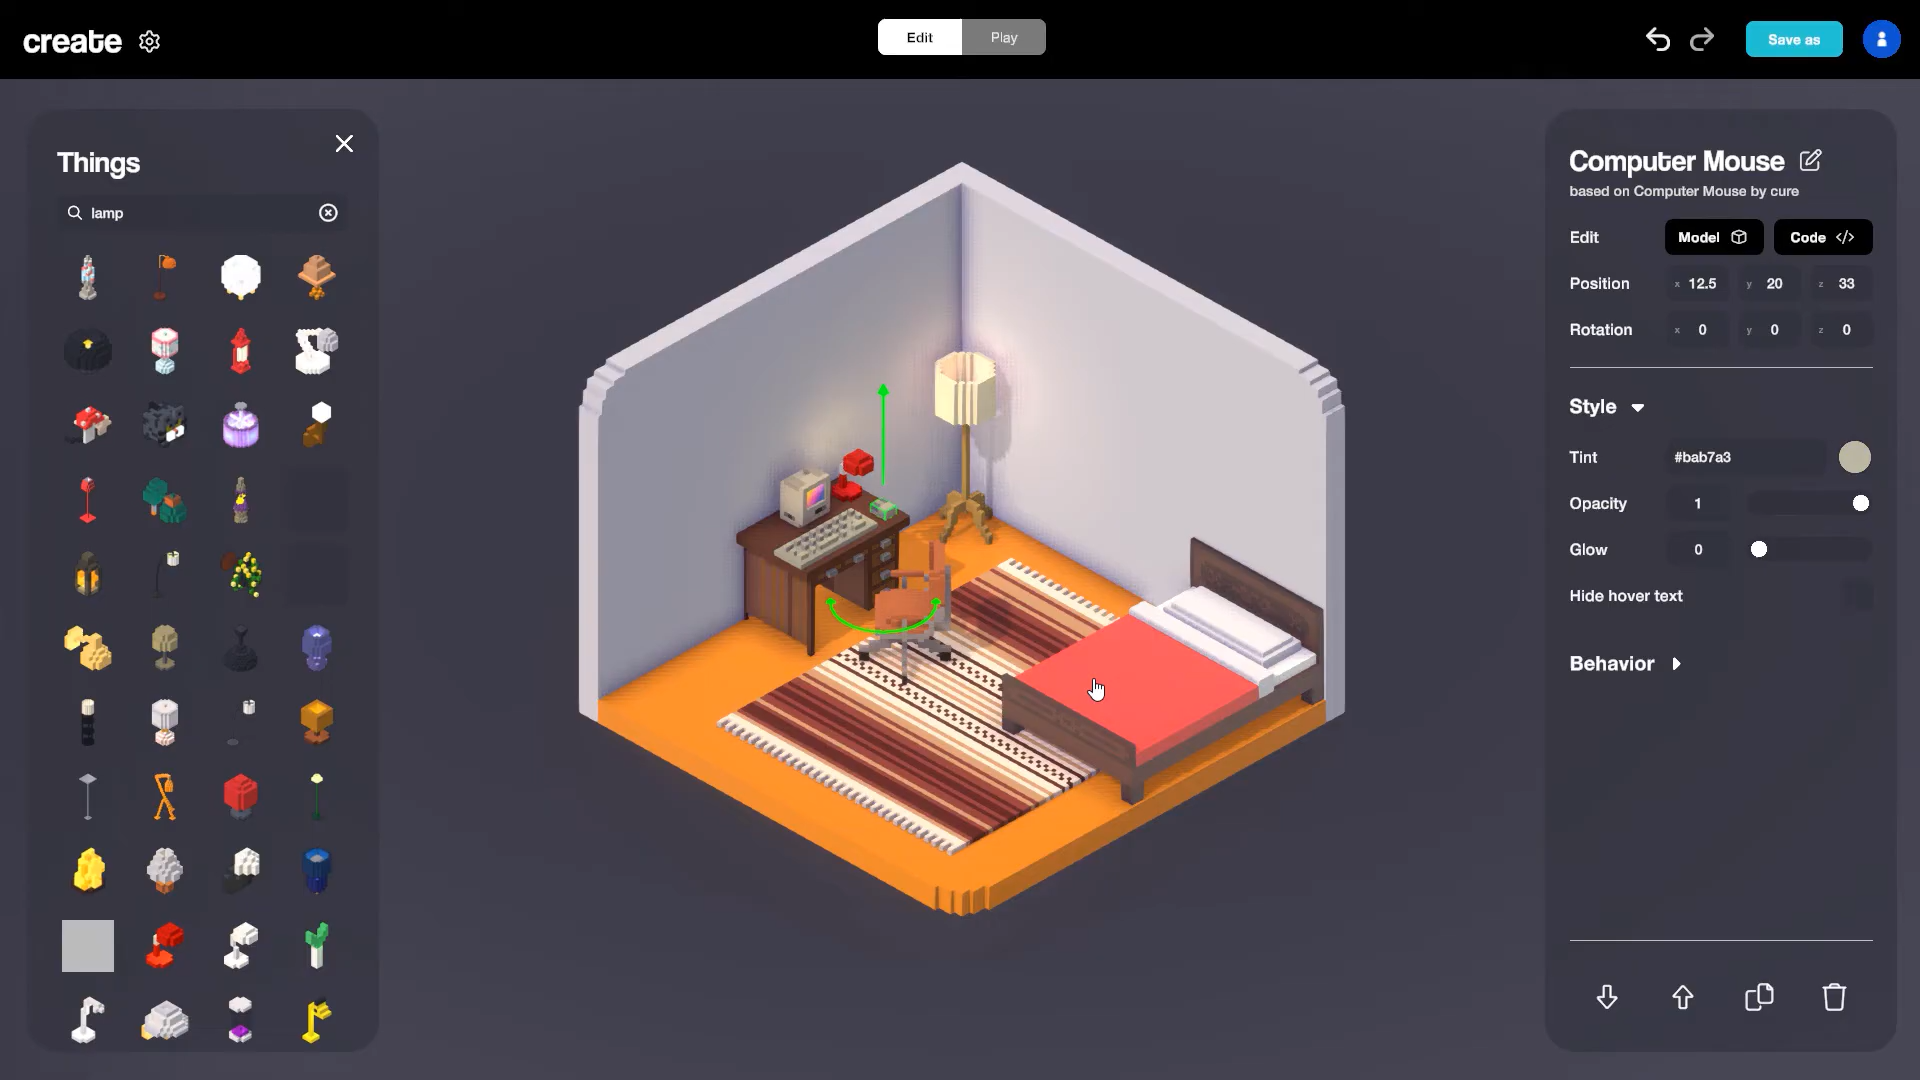 create
Edit Play
Save as
Things
lamp
Computer Mouse
based on Computer Mouse by cure
Edit Model Code </>
Position x 12.5 y 20 z 33
Rotation x 0 y 0 z 0
Style
Tint #bab7a3
Opacity 1
Glow 0
Hide hover text
Behavior